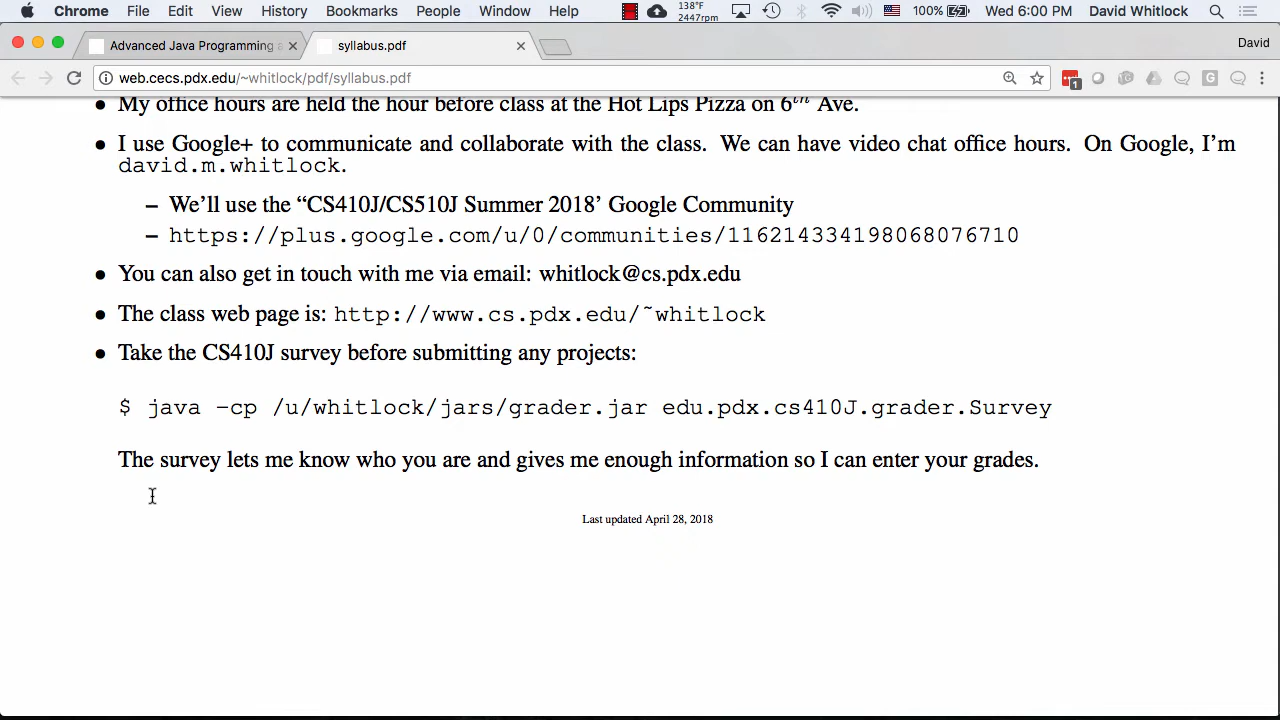 Chrome File Edit View History Bookmarks People Window Help 138°F 2447rpm 100% Wed 6:00 PM David Whitlock
Advanced Java Programming syllabus.pdf David
web.cecs.pdx.edu/~whitlock/pdf/syllabus.pdf 1 G
• My office hours are held the hour before class at the Hot Lips Pizza on 6th Ave.
• I use Google+ to communicate and collaborate with the class. We can have video chat office hours. On Google, I'm
david.m.whitlock.
– We'll use the “CS410J/CS510J Summer 2018’ Google Community
– https://plus.google.com/u/0/communities/116214334198068076710
• You can also get in touch with me via email: whitlock@cs.pdx.edu
• The class web page is: http://www.cs.pdx.edu/~whitlock
• Take the CS410J survey before submitting any projects:
$ java -cp /u/whitlock/jars/grader.jar edu.pdx.cs410J.grader.Survey
The survey lets me know who you are and gives me enough information so I can enter your grades.
Last updated April 28, 2018